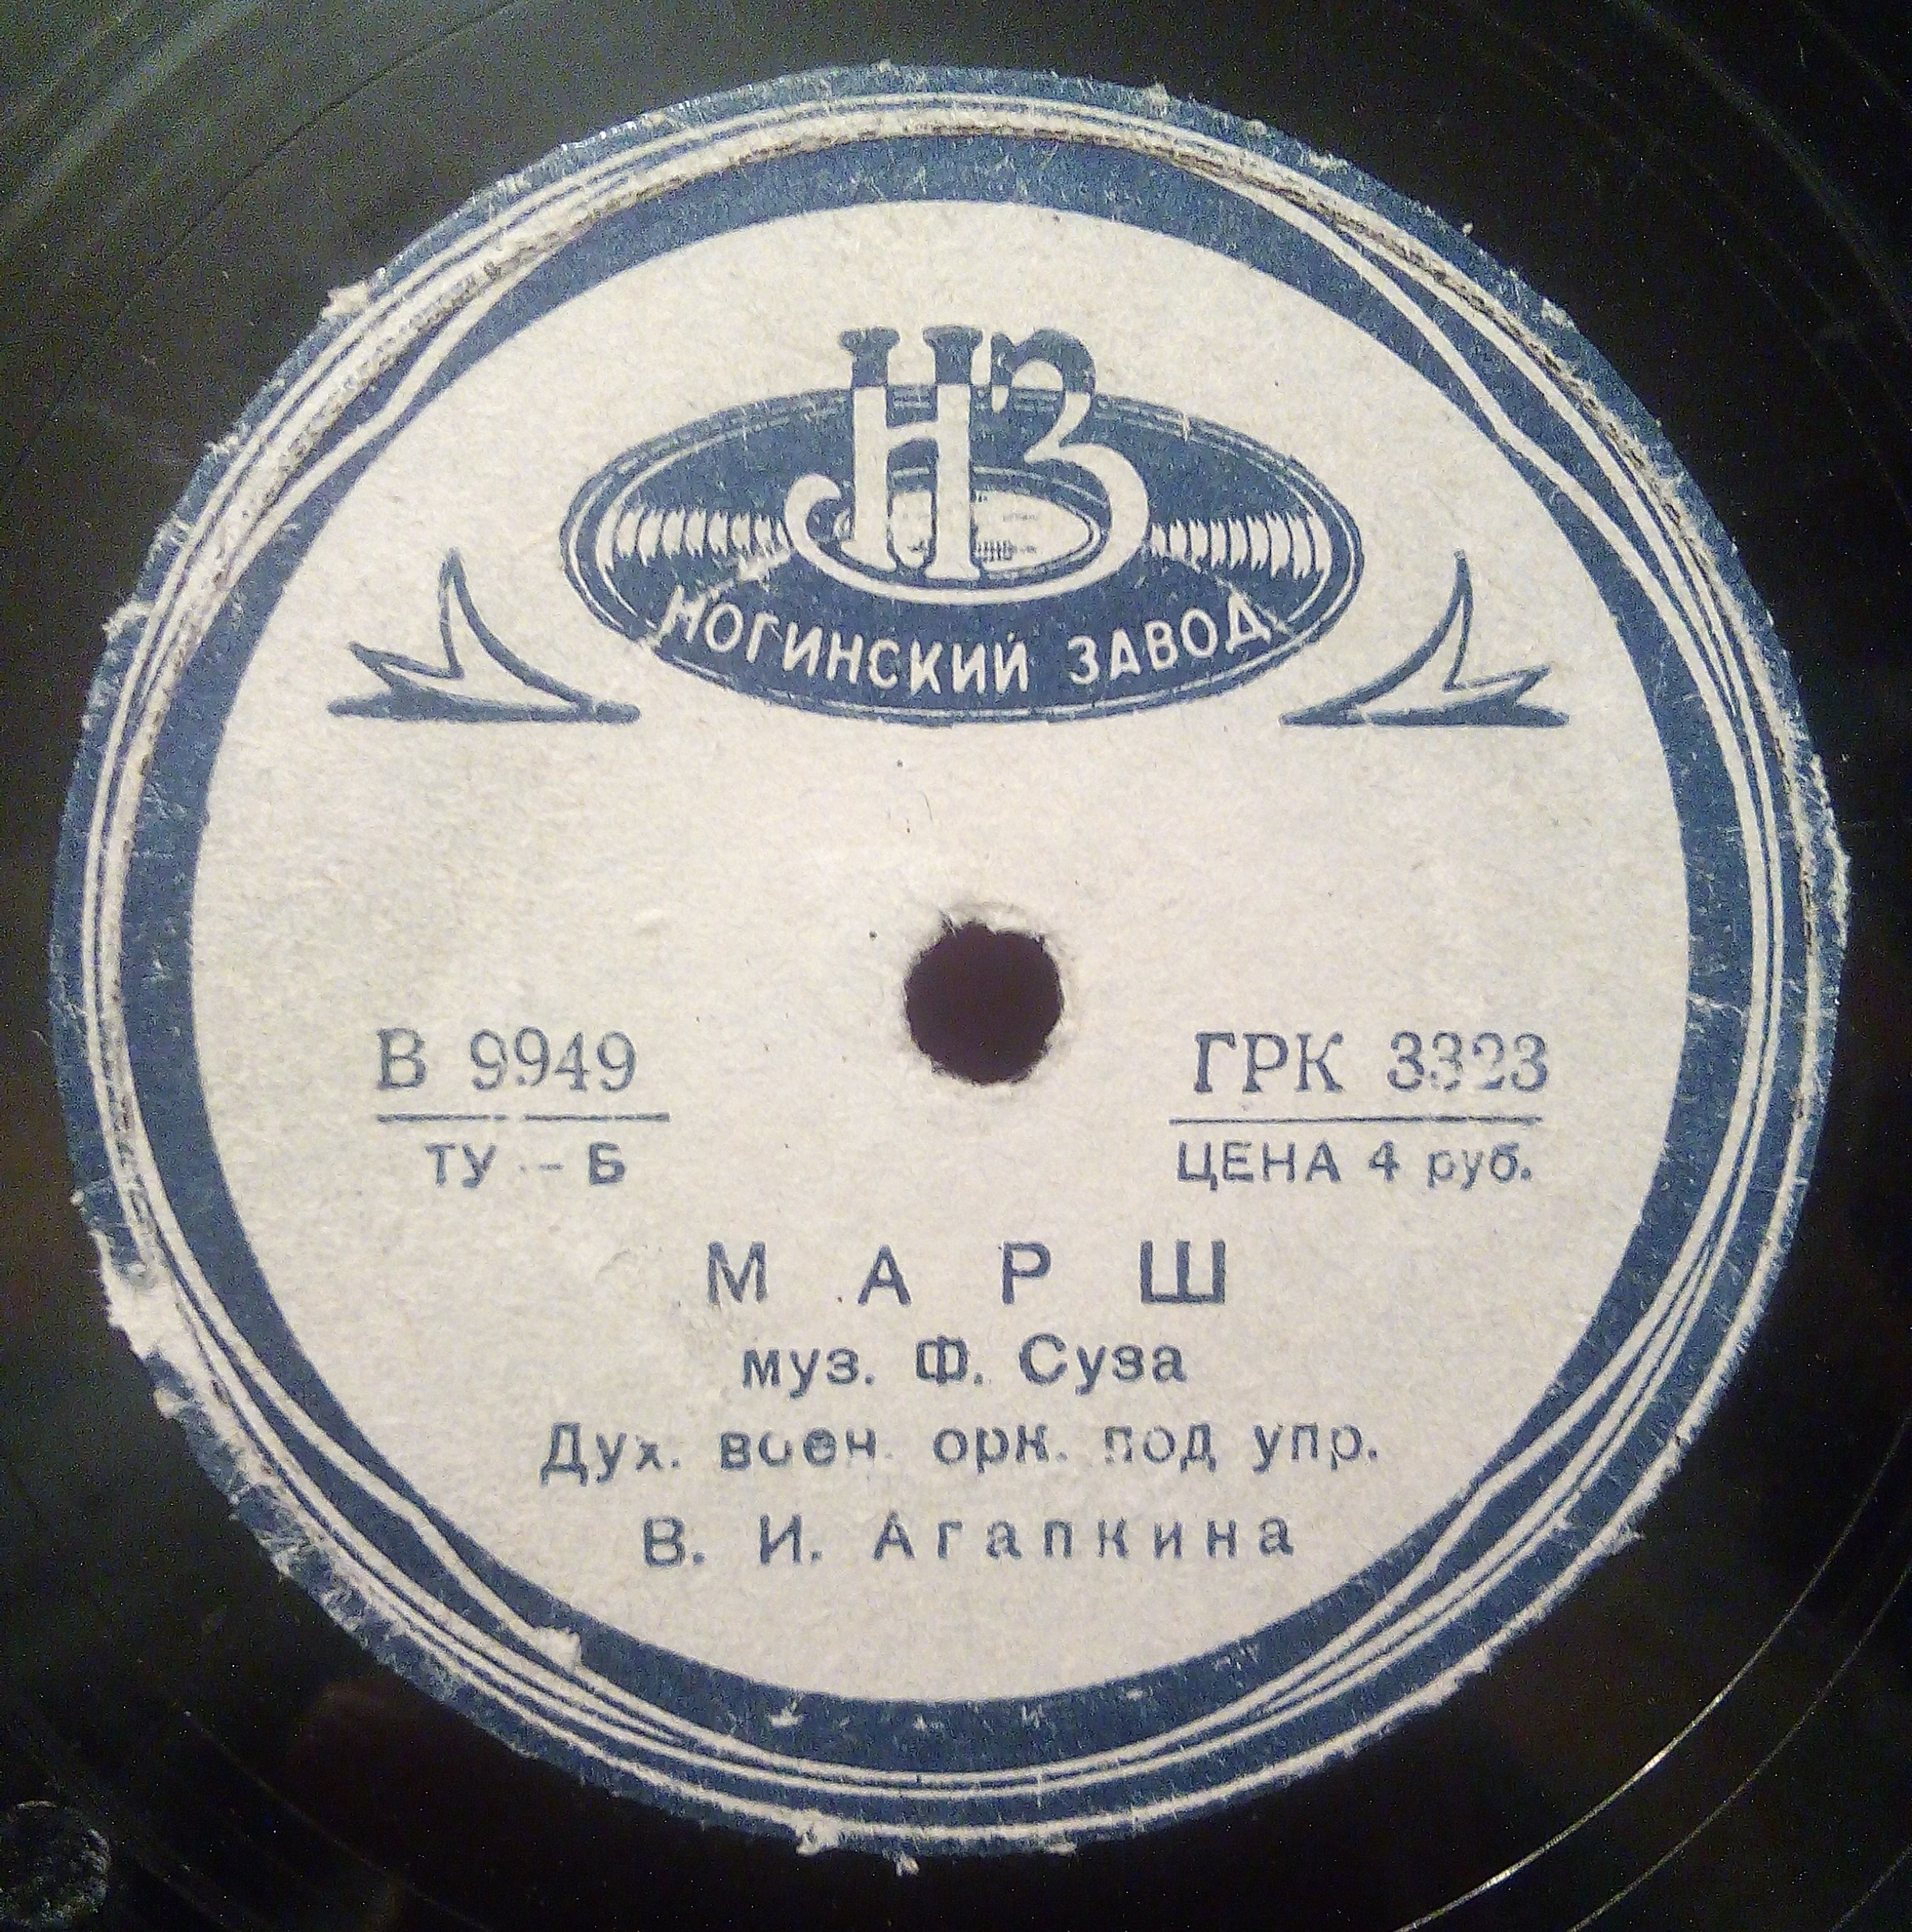 НЗ
НОГИНСКИЙ ЗАВОД
В 9949
ТУ - Б
ГРК 3323
ЦЕНА 4 руб.
МАРШ
муз. Ф. Суза
Дух. воен. орк. под упр.
В. И. Агапкина